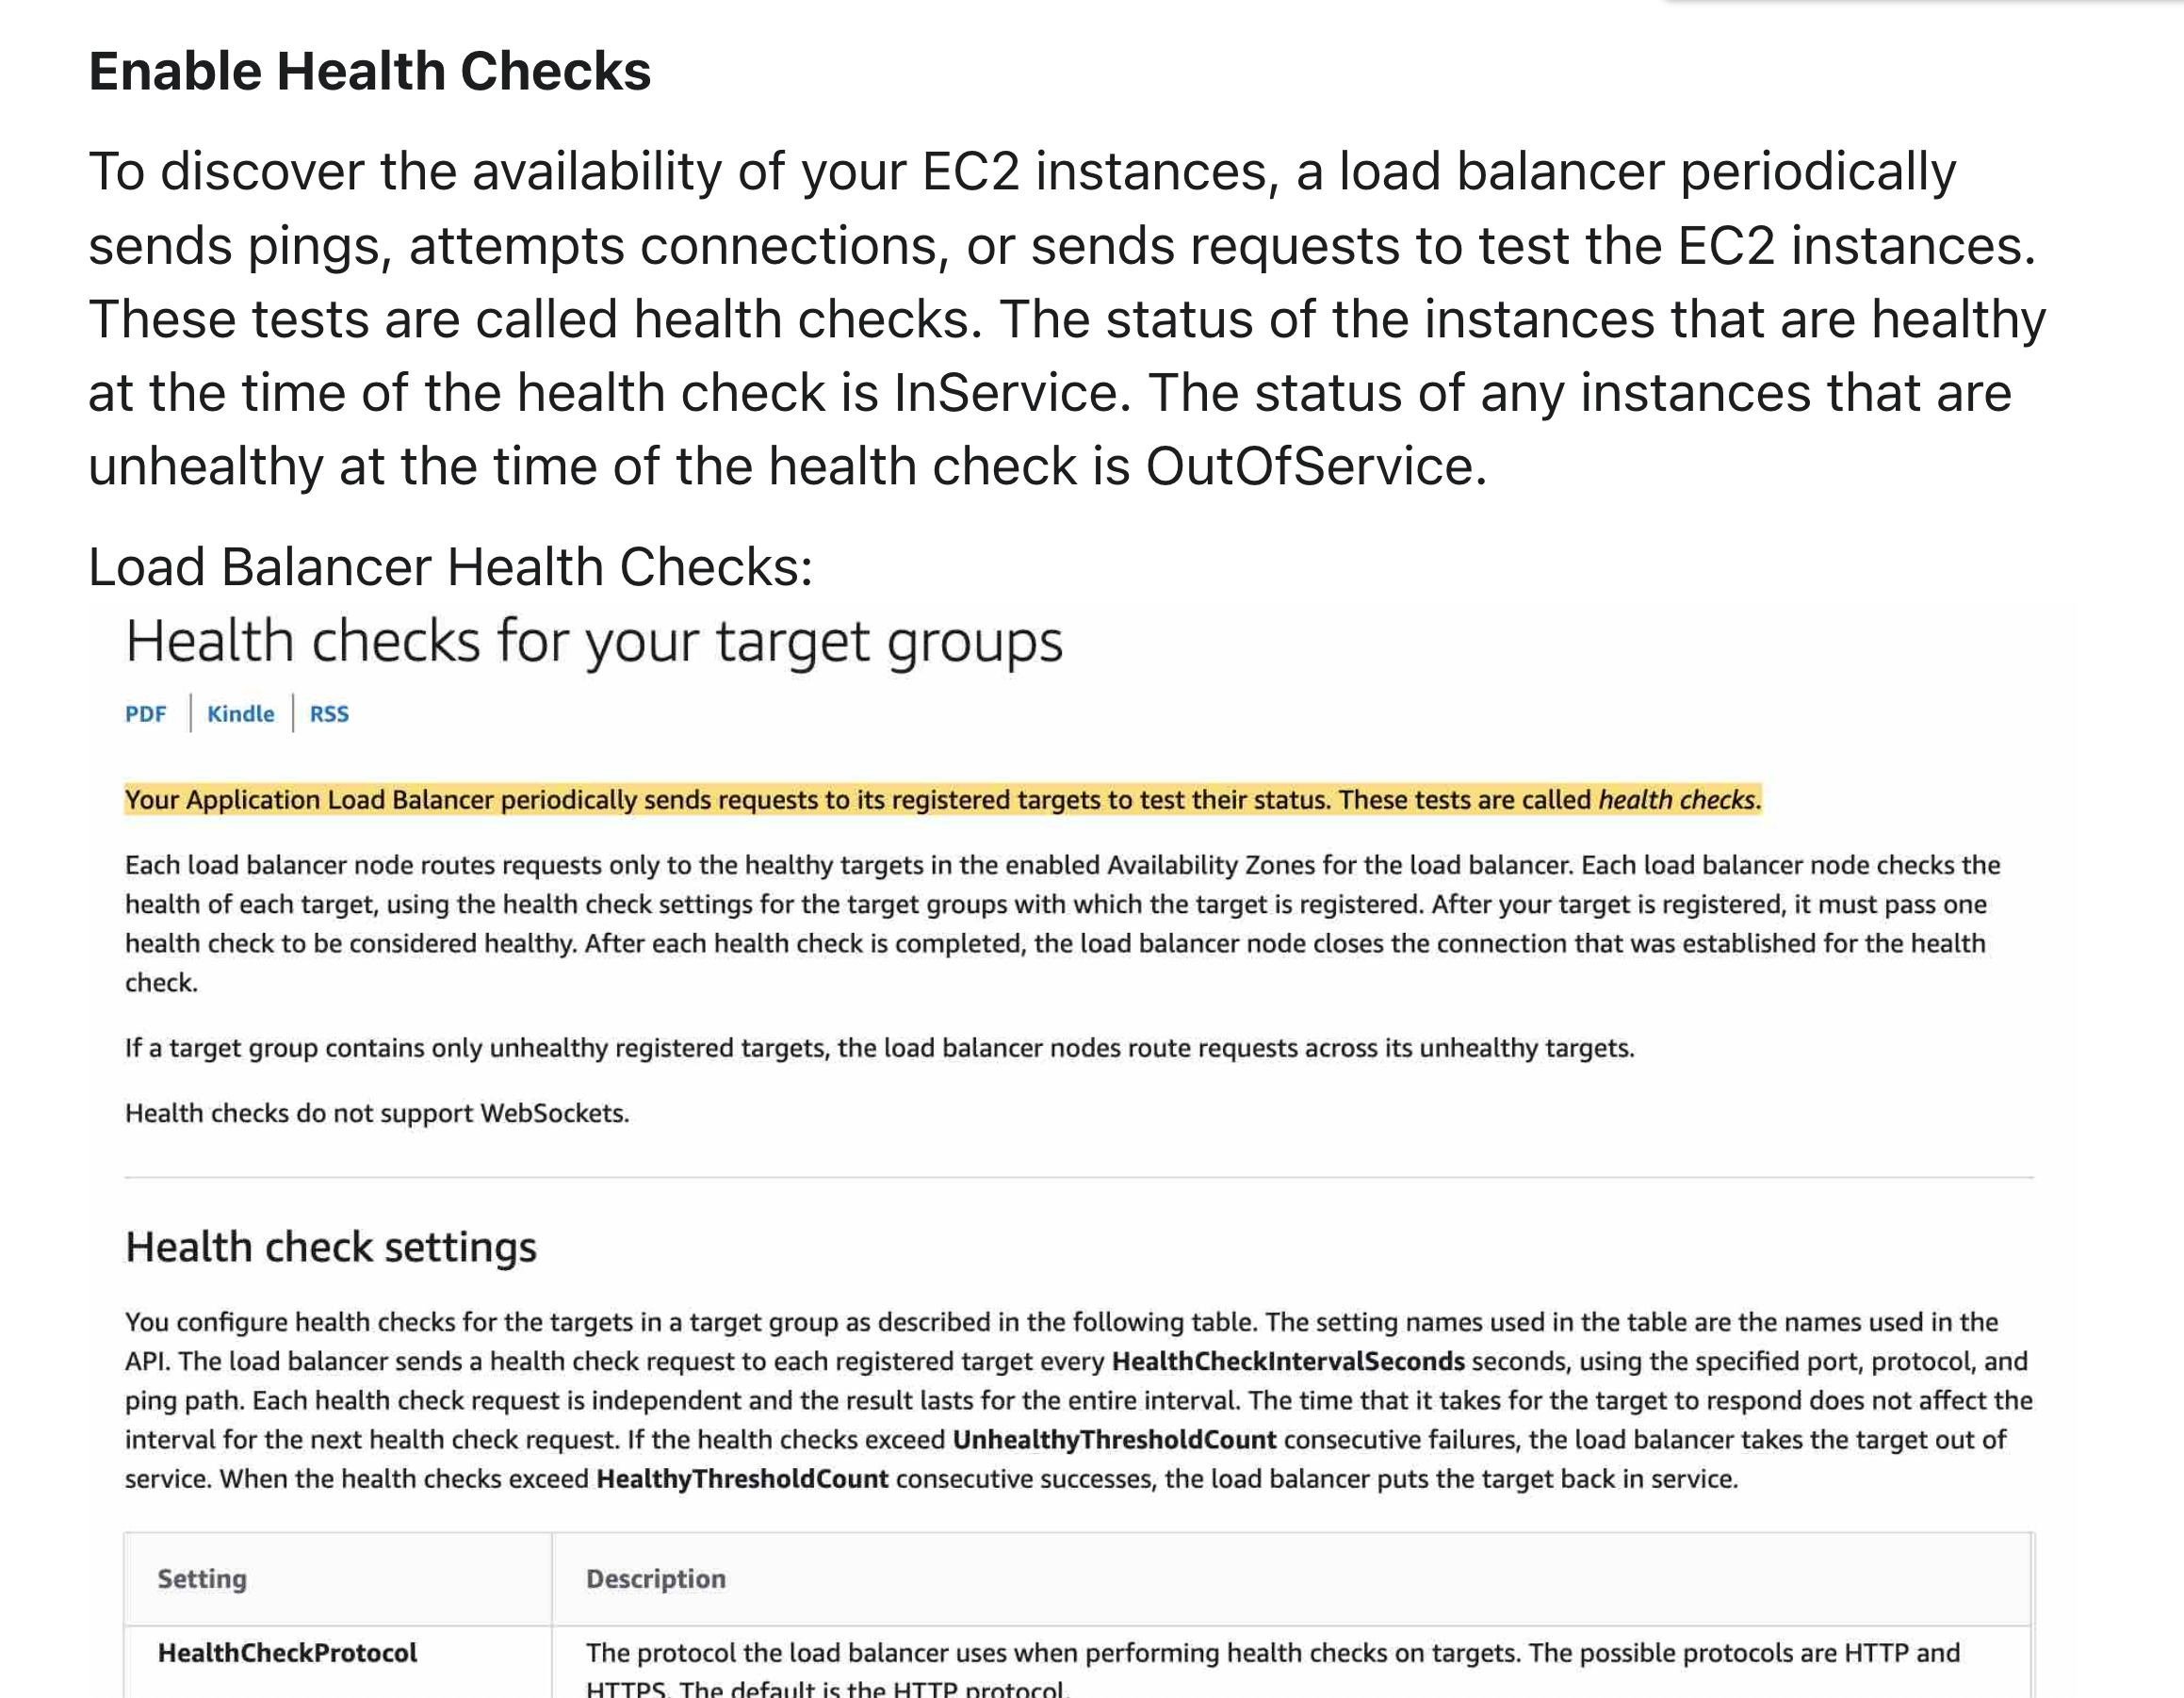 Enable Health Checks
To discover the availability of your EC2 instances, a load balancer periodically
sends pings, attempts connections, or sends requests to test the EC2 instances.
These tests are called health checks. The status of the instances that are healthy
at the time of the health check is InService. The status of any instances that are
unhealthy at the time of the health check is OutOfService.
Load Balancer Health Checks:
Health checks for your target groups
PDF Kindle RSS
Your Application Load Balancer periodically sends requests to its registered targets to test their status. These tests are called health checks.
Each load balancer node routes requests only to the healthy targets in the enabled Availability Zones for the load balancer. Each load balancer node checks the
health of each target, using the health check settings for the target groups with which the target is registered. After your target is registered, it must pass one
health check to be considered healthy. After each health check is completed, the load balancer node closes the connection that was established for the health
check.
If a target group contains only unhealthy registered targets, the load balancer nodes route requests across its unhealthy targets.
Health checks do not support WebSockets.
Health check settings
You configure health checks for the targets in a target group as described in the following table. The setting names used in the table are the names used in the
API. The load balancer sends a health check request to each registered target every HealthCheckIntervalSeconds seconds, using the specified port, protocol, and
ping path. Each health check request is independent and the result lasts for the entire interval. The time that it takes for the target to respond does not affect the
interval for the next health check request. If the health checks exceed UnhealthyThresholdCount consecutive failures, the load balancer takes the target out of
service. When the health checks exceed HealthyThresholdCount consecutive successes, the load balancer puts the target back in service.
Setting Description
HealthCheckProtocol The protocol the load balancer uses when performing health checks on targets. The possible protocols are HTTP and
HTTPS. The default is the HTTP protocol.